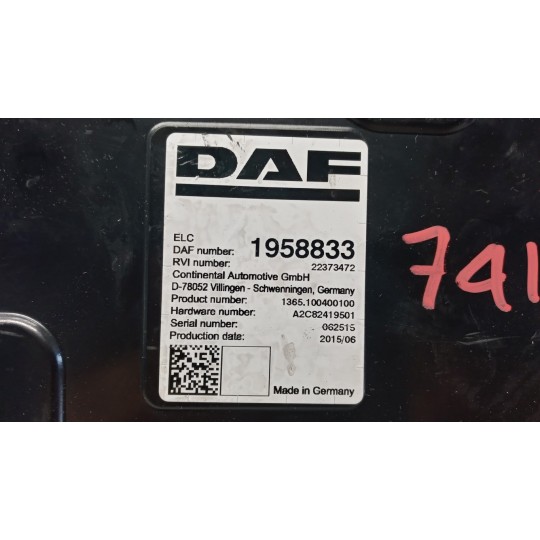 DAF
ELC
DAF number: 1958833
RVI number: 22373472
Continental Automotive GmbH
D-78052 Villingen - Schwenningen, Germany
Product number: 1365.100400100
Hardware number: A2C82419501
Serial number: 062515
Production date: 2015/06
Made in Germany
741